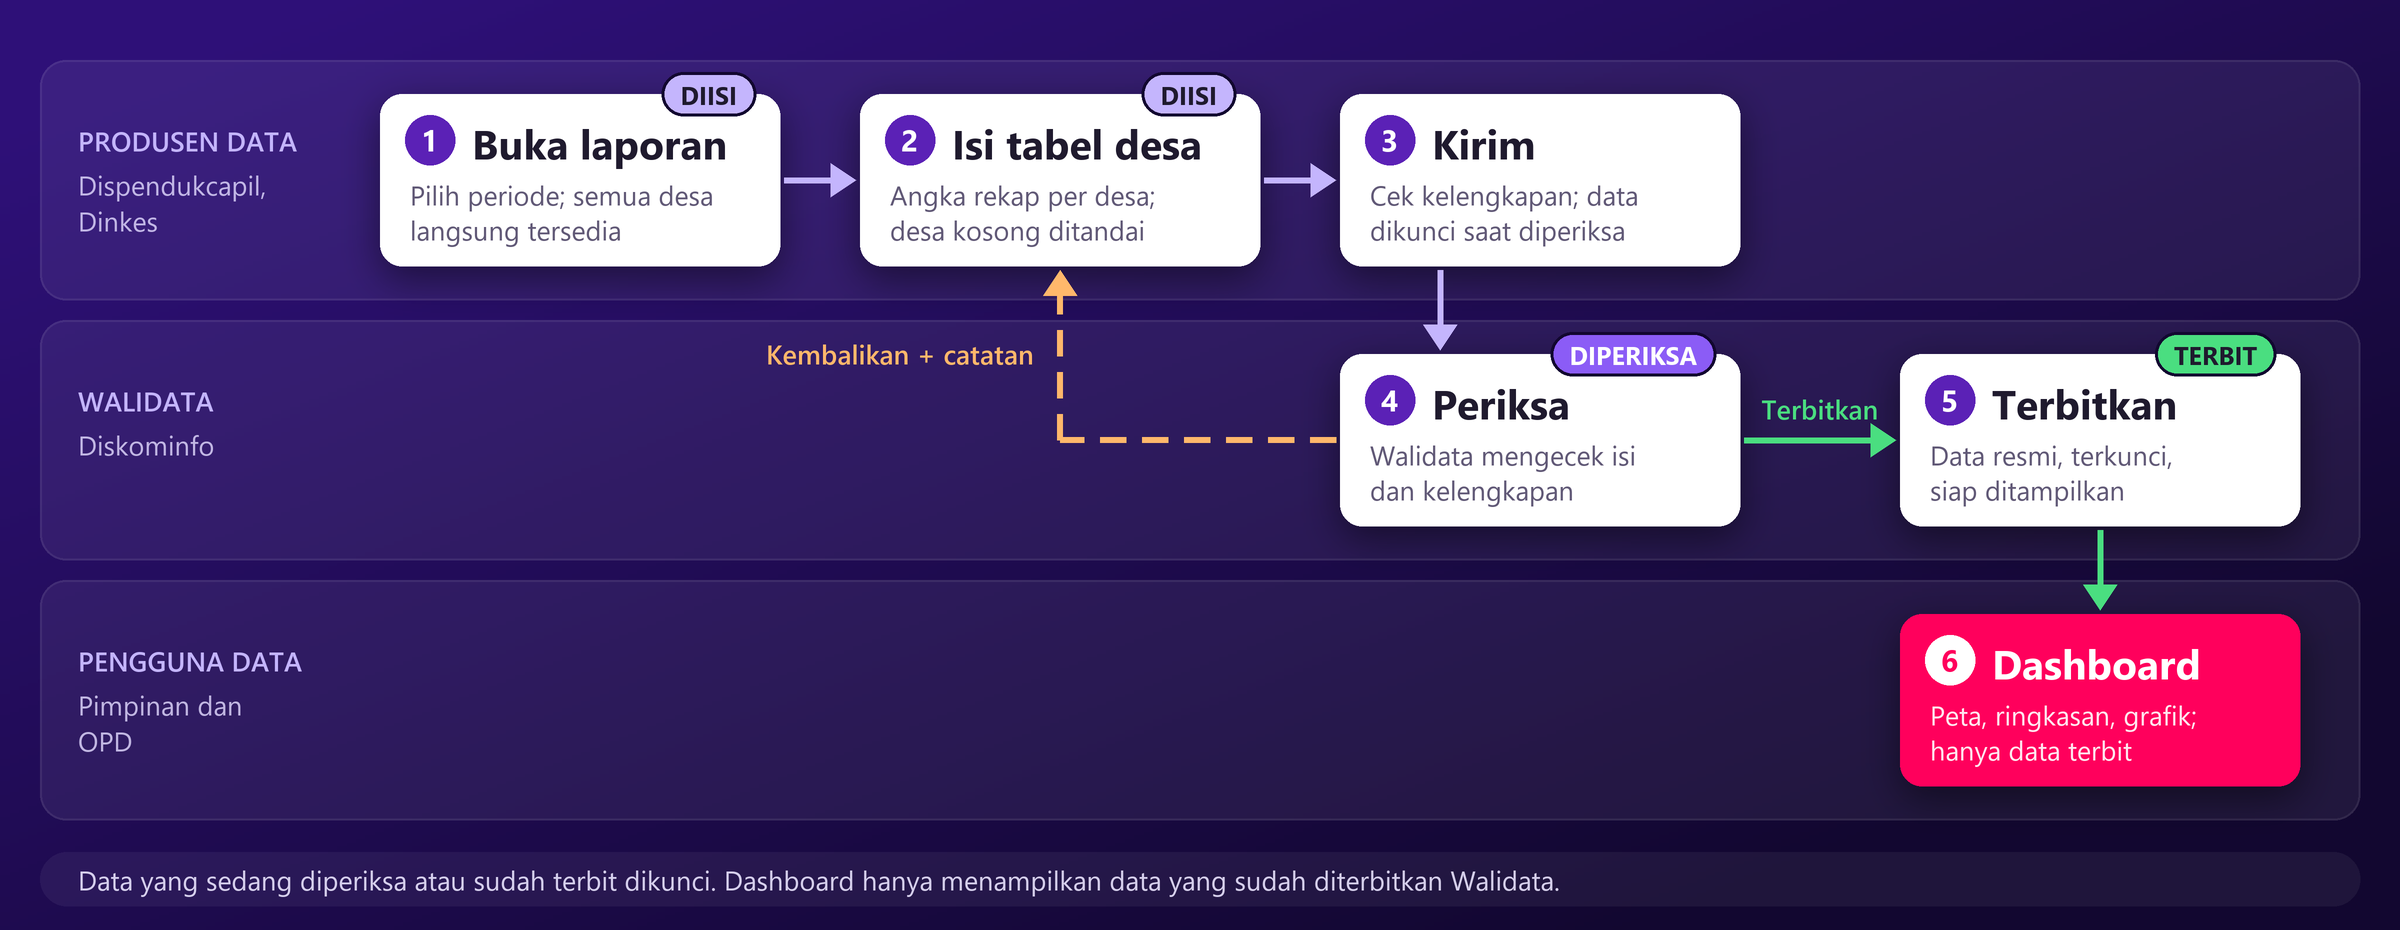 PRODUSEN DATA
Dispendukcapil,
Dinkes
DIISI
1 Buka laporan
Pilih periode; semua desa
langsung tersedia
DIISI
2 Isi tabel desa
Angka rekap per desa;
desa kosong ditandai
3 Kirim
Cek kelengkapan; data
dikunci saat diperiksa
WALIDATA
Diskominfo
Kembalikan + catatan
DIPERIKSA
4 Periksa
Walidata mengecek isi
dan kelengkapan
Terbitkan
TERBIT
5 Terbitkan
Data resmi, terkunci,
siap ditampilkan
PENGGUNA DATA
Pimpinan dan
OPD
6 Dashboard
Peta, ringkasan, grafik;
hanya data terbit
Data yang sedang diperiksa atau sudah terbit dikunci. Dashboard hanya menampilkan data yang sudah diterbitkan Walidata.